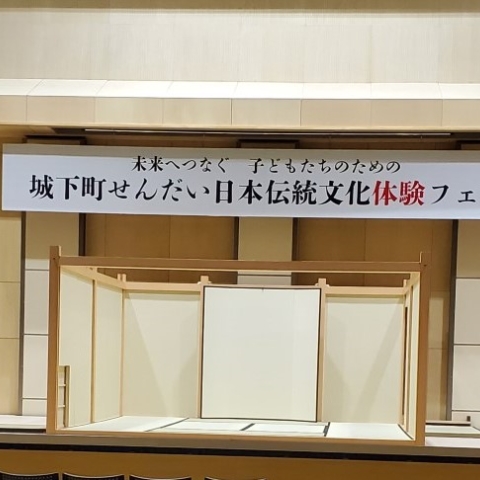 未来へつなぐ 子どもたちのための
城下町せんだい日本伝統文化体験フェ